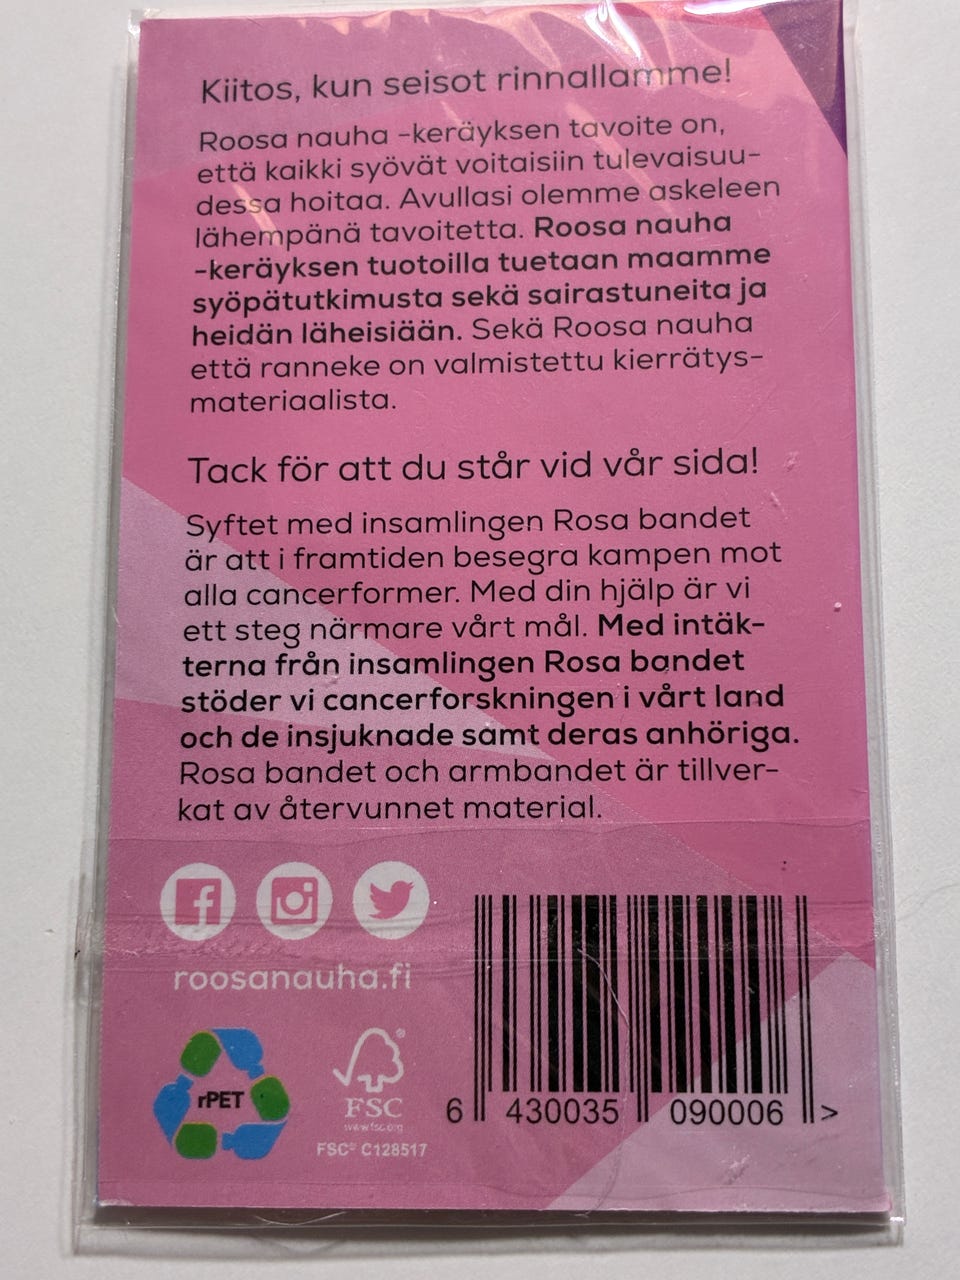 Kiitos, kun seisot rinnallamme!
Roosa nauha -keräyksen tavoite on,
että kaikki syövät voitaisiin tulevaisuu-
dessa hoitaa. Avullasi olemme askeleen
lähempänä tavoitetta. Roosa nauha
-keräyksen tuotoilla tuetaan maamme
syöpätutkimusta sekä sairastuneita ja
heidän läheisiään. Sekä Roosa nauha
että ranneke on valmistettu kierrätys-
materiaalista.
Tack för att du står vid vår sida!
Syftet med insamlingen Rosa bandet
är att i framtiden besegra kampen mot
alla cancerformer. Med din hjälp är vi
ett steg närmare vårt mål. Med intäk-
terna från insamlingen Rosa bandet
stöder vi cancerforskningen i vårt land
och de insjuknade samt deras anhöriga.
Rosa bandet och armbandet är tillver-
kat av återvunnet material.
roosanauha.fi
rPET
FSC®
www.fsc.org
FSC® C128517
6 430035 090006 >